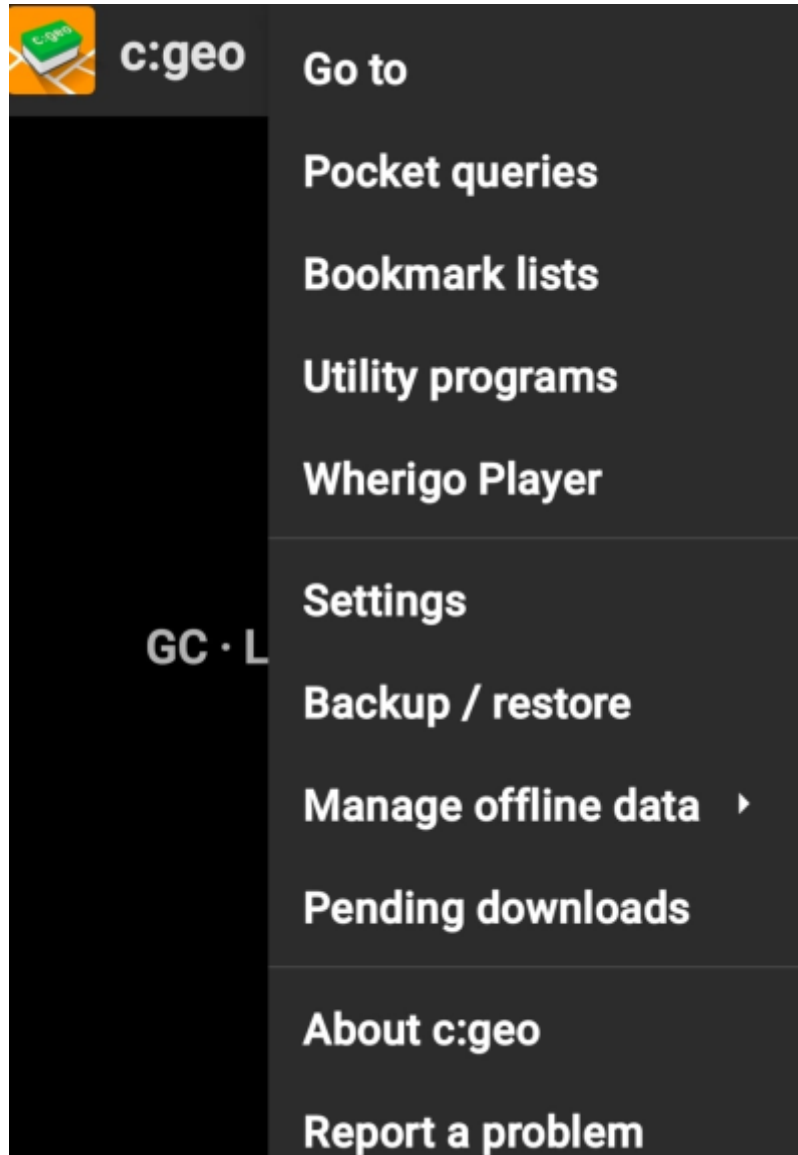 c:geo
c:geo
Go to
Pocket queries
Bookmark lists
Utility programs
Wherigo Player
Settings
GC · L
Backup / restore
Manage offline data
Pending downloads
About c:geo
Report a problem